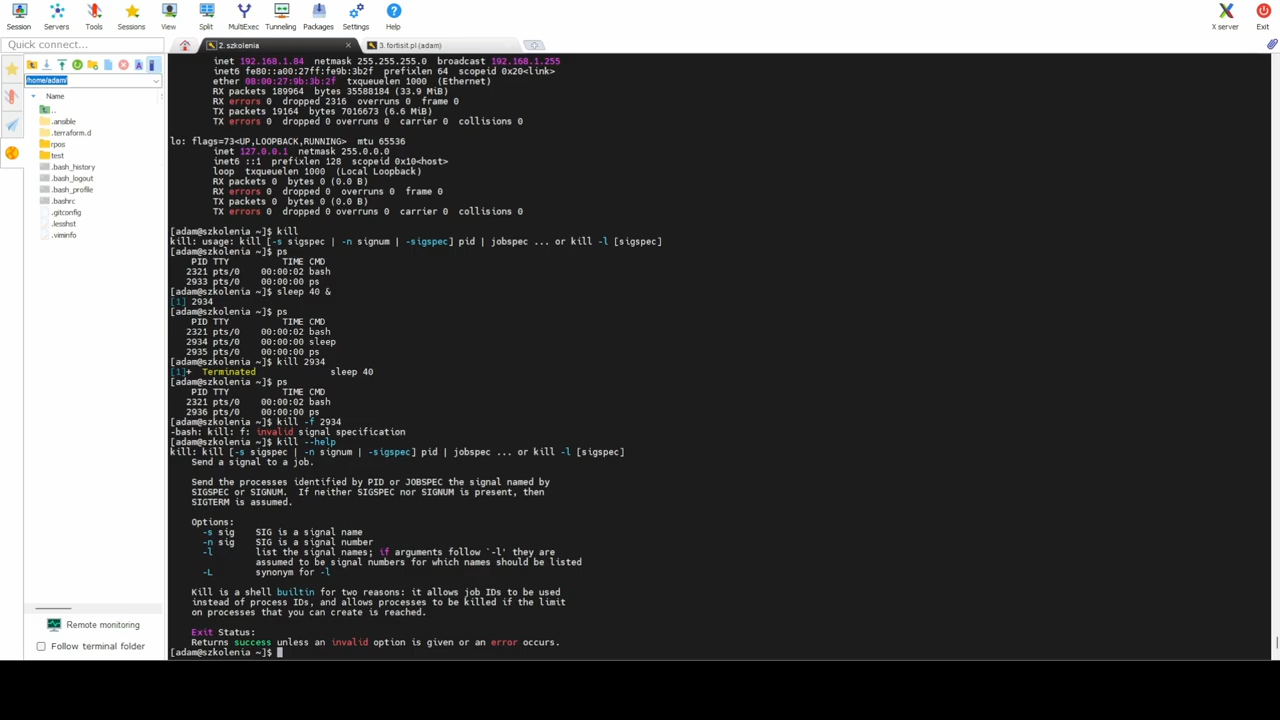 Session Servers Tools Sessions View Split MultiExec Tunneling Packages Settings Help X server Exit
Quick connect...
2. szkolenia
3. fortisit.pl (adam)
/home/adam/
Name
..
.ansible
.terraform.d
rpos
test
.bash_history
.bash_logout
.bash_profile
.bashrc
.gitconfig
.lesshst
.viminfo
Remote monitoring
Follow terminal folder
inet 192.168.1.84 netmask 255.255.255.0 broadcast 192.168.1.255
inet6 fe80::a00:27ff:fe9b:3b2f prefixlen 64 scopeid 0x20<link>
ether 08:00:27:9b:3b:2f txqueuelen 1000 (Ethernet)
RX packets 189964 bytes 35588184 (33.9 MiB)
RX errors 0 dropped 2316 overruns 0 frame 0
TX packets 19164 bytes 7016673 (6.6 MiB)
TX errors 0 dropped 0 overruns 0 carrier 0 collisions 0
lo: flags=73<UP,LOOPBACK,RUNNING> mtu 65536
inet 127.0.0.1 netmask 255.0.0.0
inet6 ::1 prefixlen 128 scopeid 0x10<host>
loop txqueuelen 1000 (Local Loopback)
RX packets 0 bytes 0 (0.0 B)
RX errors 0 dropped 0 overruns 0 frame 0
TX packets 0 bytes 0 (0.0 B)
TX errors 0 dropped 0 overruns 0 carrier 0 collisions 0
[adam@szkolenia ~]$ kill
kill: usage: kill [-s sigspec | -n signum | -sigspec] pid | jobspec ... or kill -l [sigspec]
[adam@szkolenia ~]$ ps
PID TTY TIME CMD
2321 pts/0 00:00:02 bash
2933 pts/0 00:00:00 ps
[adam@szkolenia ~]$ sleep 40 &
[1] 2934
[adam@szkolenia ~]$ ps
PID TTY TIME CMD
2321 pts/0 00:00:02 bash
2934 pts/0 00:00:00 sleep
2935 pts/0 00:00:00 ps
[adam@szkolenia ~]$ kill 2934
[1]+ Terminated sleep 40
[adam@szkolenia ~]$ ps
PID TTY TIME CMD
2321 pts/0 00:00:02 bash
2936 pts/0 00:00:00 ps
[adam@szkolenia ~]$ kill -f 2934
-bash: kill: f: invalid signal specification
[adam@szkolenia ~]$ kill --help
kill: kill [-s sigspec | -n signum | -sigspec] pid | jobspec ... or kill -l [sigspec]
Send a signal to a job.
Send the processes identified by PID or JOBSPEC the signal named by
SIGSPEC or SIGNUM. If neither SIGSPEC nor SIGNUM is present, then
SIGTERM is assumed.
Options:
-s sig SIG is a signal name
-n sig SIG is a signal number
-l list the signal names; if arguments follow `-l' they are
assumed to be signal numbers for which names should be listed
-L synonym for -l
Kill is a shell builtin for two reasons: it allows job IDs to be used
instead of process IDs, and allows processes to be killed if the limit
on processes that you can create is reached.
Exit Status:
Returns success unless an invalid option is given or an error occurs.
[adam@szkolenia ~]$